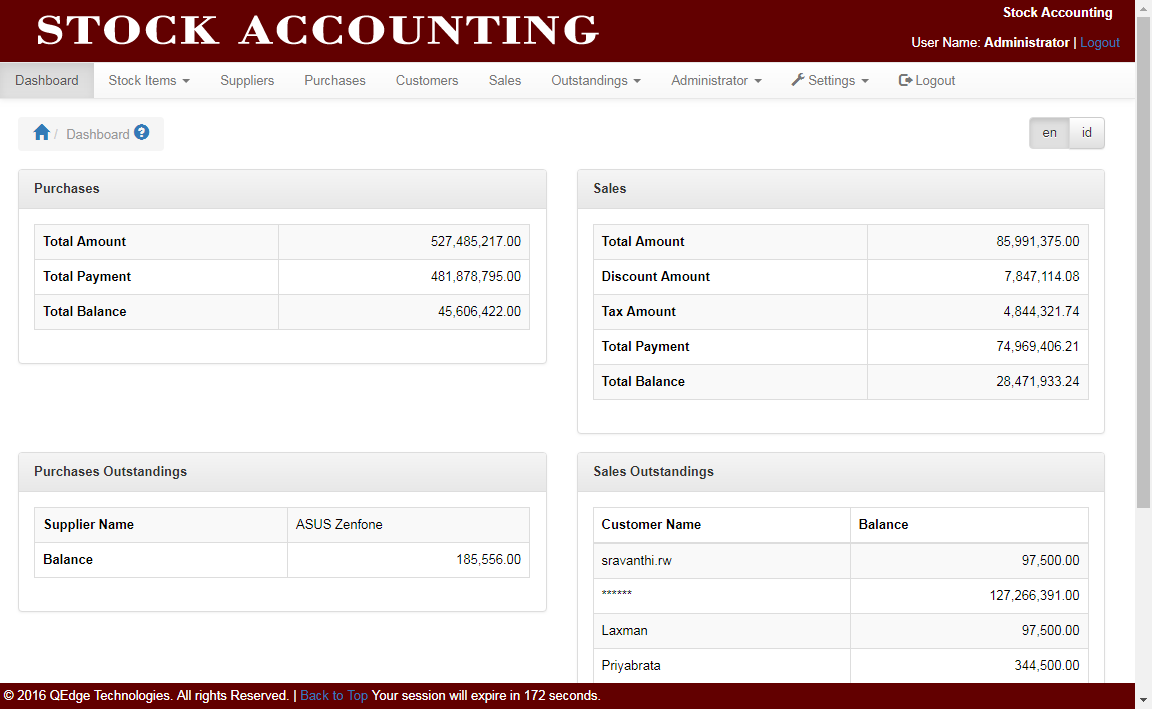 STOCK ACCOUNTING
Stock Accounting
User Name: Administrator | Logout
Dashboard Stock Items Suppliers Purchases Customers Sales Outstandings Administrator Settings Logout
/ Dashboard ?
en id
Purchases
Total Amount 527,485,217.00
Total Payment 481,878,795.00
Total Balance 45,606,422.00
Sales
Total Amount 85,991,375.00
Discount Amount 7,847,114.08
Tax Amount 4,844,321.74
Total Payment 74,969,406.21
Total Balance 28,471,933.24
Purchases Outstandings
Supplier Name ASUS Zenfone
Balance 185,556.00
Sales Outstandings
Customer Name Balance
sravanthi.rw 97,500.00
****** 127,266,391.00
Laxman 97,500.00
Priyabrata 344,500.00
© 2016 QEdge Technologies. All rights Reserved. | Back to Top Your session will expire in 172 seconds.